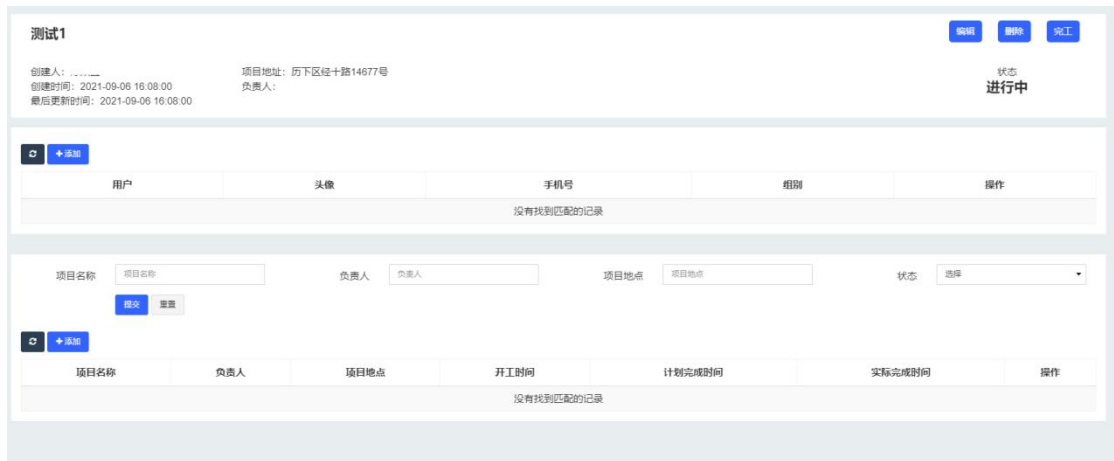 测试1
编辑 删除 完工
创建人： 项目地址：历下区经十路14677号 状态
创建时间：2021-09-06 16:08:00 负责人： 进行中
最后更新时间：2021-09-06 16:08:00
+添加
用户 头像 手机号 组别 操作
没有找到匹配的记录
项目名称 项目名称 负责人 负责人 项目地点 项目地点 状态 选择
提交 重置
+添加
项目名称 负责人 项目地点 开工时间 计划完成时间 实际完成时间 操作
没有找到匹配的记录